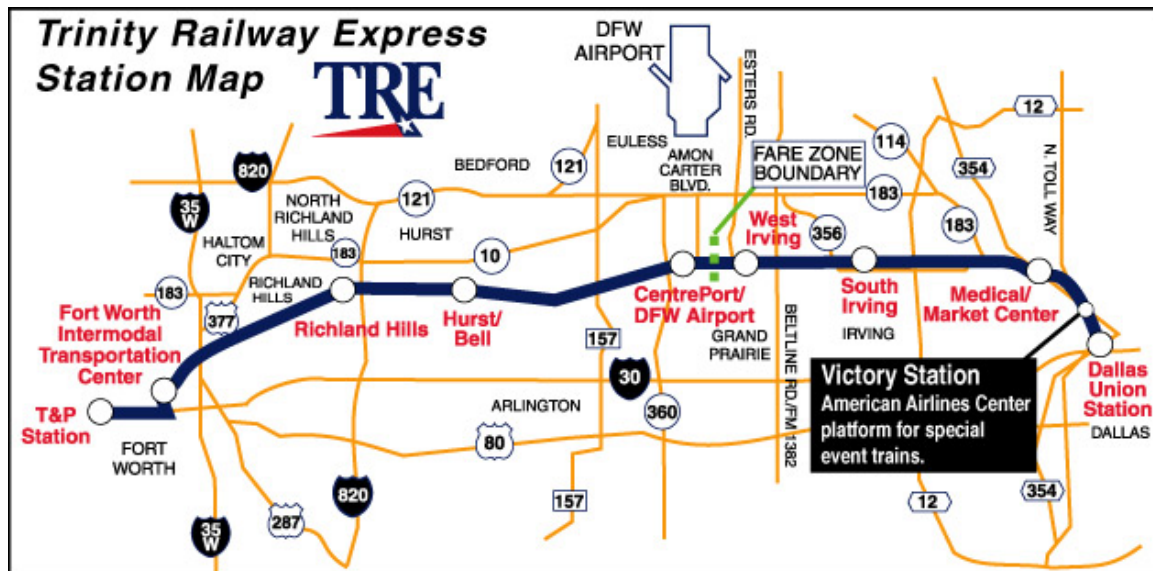 Trinity Railway Express
Station Map
TRE
DFW
AIRPORT
ESTERS RD.
12
N. TOLL WAY
820
BEDFORD
121
EULESS
AMON
CARTER
BLVD.
FARE ZONE
BOUNDARY
114
354
35
W
NORTH
RICHLAND
HILLS
121
HURST
183
HALTOM
CITY
183
10
West
Irving
356
183
183
RICHLAND
HILLS
377
Fort Worth
Intermodal
Transportation
Center
Richland Hills
Hurst/
Bell
CentrePort/
DFW Airport
South
Irving
Medical/
Market Center
157
GRAND
PRAIRIE
BELTLINE RD./FM 1382
IRVING
30
Victory Station
American Airlines Center
platform for special
event trains.
Dallas
Union
Station
DALLAS
T&P
Station
FORT
WORTH
ARLINGTON
360
80
820
157
12
354
287
35
W